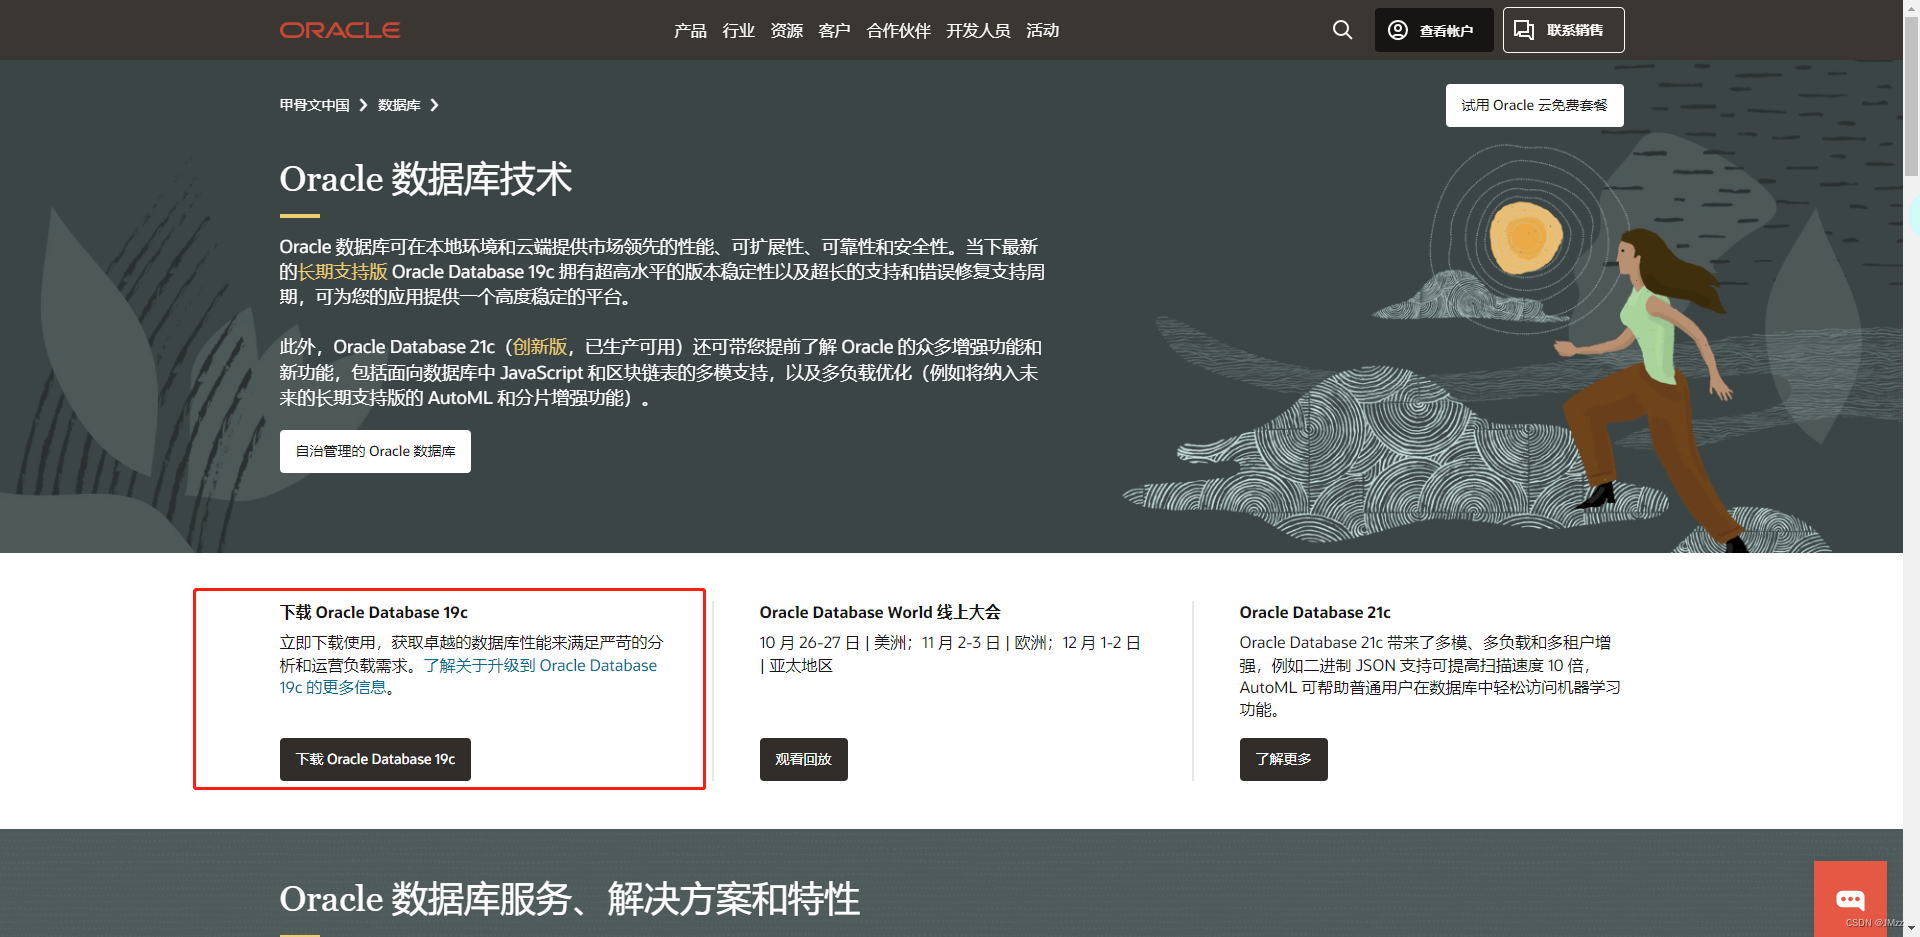 ORACLE
产品 行业 资源 客户 合作伙伴 开发人员 活动
查看帐户
联系销售
甲骨文中国 数据库
试用 Oracle 云免费套餐
Oracle 数据库技术
Oracle 数据库可在本地环境和云端提供市场领先的性能、可扩展性、可靠性和安全性。当下最新
的长期支持版 Oracle Database 19c 拥有超高水平的版本稳定性以及超长的支持和错误修复支持周
期，可为您的应用提供一个高度稳定的平台。
此外，Oracle Database 21c（创新版，已生产可用）还可带您提前了解 Oracle 的众多增强功能和
新功能，包括面向数据库中 JavaScript 和区块链表的多模支持，以及多负载优化（例如将纳入未
来的长期支持版的 AutoML 和分片增强功能）。
自治管理的 Oracle 数据库
下载 Oracle Database 19c
立即下载使用，获取卓越的数据库性能来满足严苛的分
析和运营负载需求。了解关于升级到 Oracle Database
19c 的更多信息。
下载 Oracle Database 19c
Oracle Database World 线上大会
10 月 26-27 日 | 美洲；11 月 2-3 日 | 欧洲；12 月 1-2 日
| 亚太地区
观看回放
Oracle Database 21c
Oracle Database 21c 带来了多模、多负载和多租户增
强，例如二进制 JSON 支持可提高扫描速度 10 倍，
AutoML 可帮助普通用户在数据库中轻松访问机器学习
功能。
了解更多
Oracle 数据库服务、解决方案和特性
CSDN @JMzz